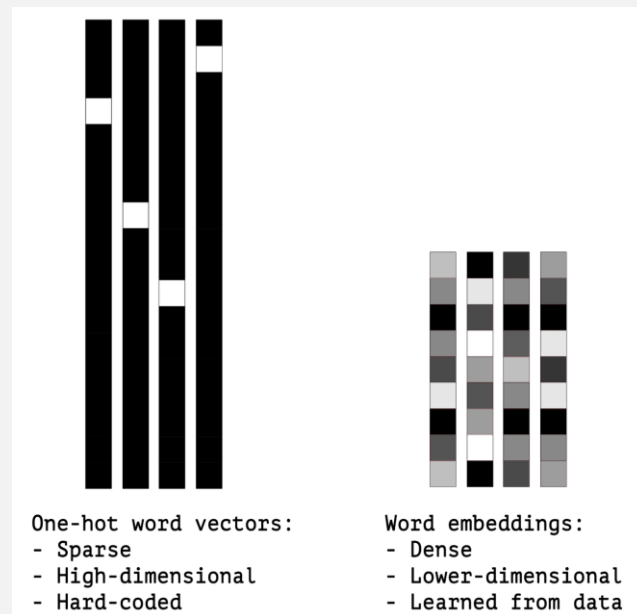 One-hot word vectors:
- Sparse
- High-dimensional
- Hard-coded
Word embeddings:
- Dense
- Lower-dimensional
- Learned from data